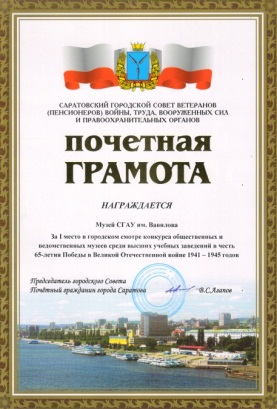 САРАТОВСКИЙ ГОРОДСКОЙ СОВЕТ ВЕТЕРАНОВ
(ПЕНСИОНЕРОВ) ВОЙНЫ, ТРУДА, ВООРУЖЕННЫХ СИЛ
И ПРАВООХРАНИТЕЛЬНЫХ ОРГАНОВ
ПОЧЕТНАЯ
ГРАМОТА
НАГРАЖДАЕТСЯ
Музей СГАУ им. Вавилова
За I место в городском смотре конкурса общественных и
ведомственных музеев среди высших учебных заведений в честь
65-летия Победы в Великой Отечественной войне 1941 – 1945 годов
Председатель городского Совета
Почётный гражданин города Саратова В.С.Агапов